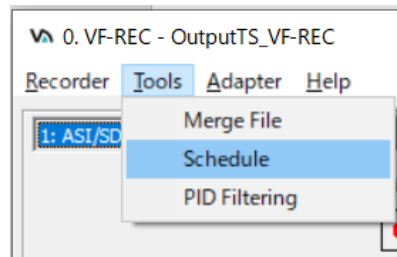 0. VF-REC - OutputTS_VF-REC
Recorder Tools Adapter Help
1: ASI/SD
Merge File
Schedule
PID Filtering